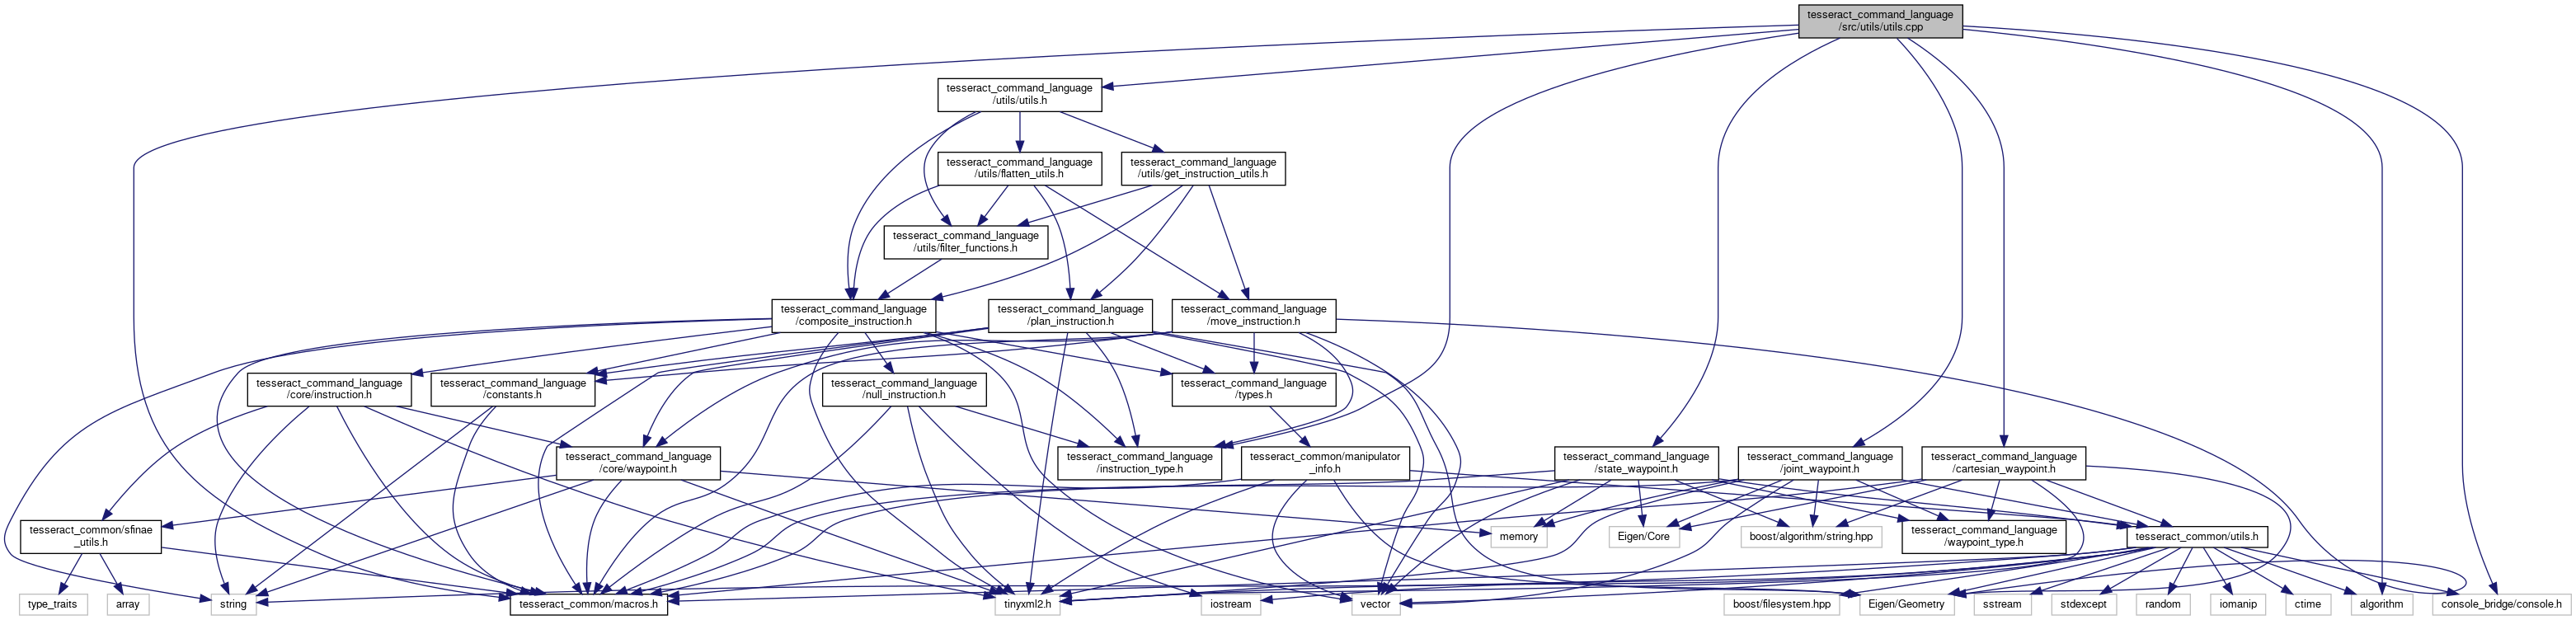 tesseract_command_language
/src/utils/utils.cpp
tesseract_command_language
/utils/utils.h
tesseract_command_language
/utils/flatten_utils.h
tesseract_command_language
/utils/get_instruction_utils.h
tesseract_command_language
/utils/filter_functions.h
tesseract_command_language
/composite_instruction.h
tesseract_command_language
/plan_instruction.h
tesseract_command_language
/move_instruction.h
tesseract_command_language
/core/instruction.h
tesseract_command_language
/constants.h
tesseract_command_language
/null_instruction.h
tesseract_command_language
/types.h
tesseract_command_language
/core/waypoint.h
tesseract_command_language
/instruction_type.h
tesseract_common/manipulator
_info.h
tesseract_command_language
/state_waypoint.h
tesseract_command_language
/joint_waypoint.h
tesseract_command_language
/cartesian_waypoint.h
tesseract_common/sfinae
_utils.h
memory
Eigen/Core
boost/algorithm/string.hpp
tesseract_command_language
/waypoint_type.h
tesseract_common/utils.h
type_traits
array
string
tesseract_common/macros.h
tinyxml2.h
iostream
vector
boost/filesystem.hpp
Eigen/Geometry
sstream
stdexcept
random
iomanip
ctime
algorithm
console_bridge/console.h